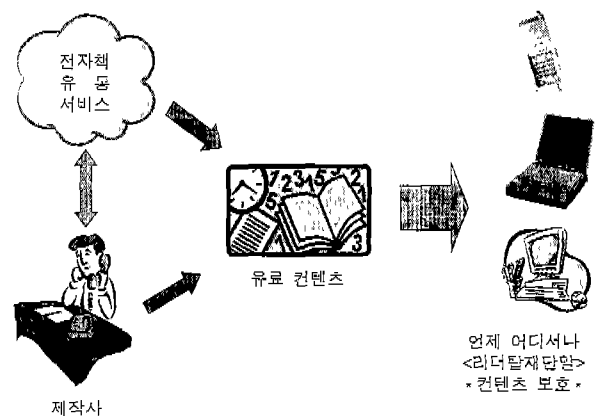 전자책
유 통
서비스
유료 컨텐츠
제작사
언제 어디서나
<리더탑재단말>
*컨텐츠 보호*